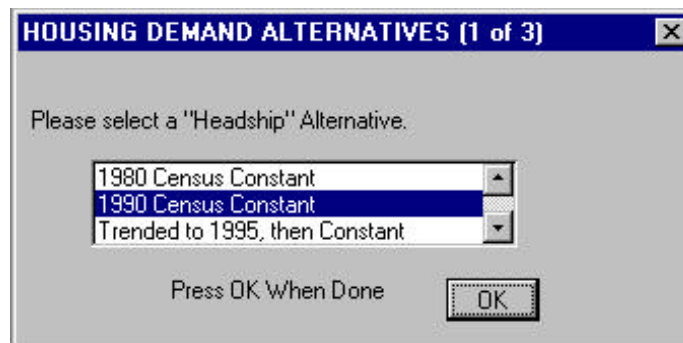 HOUSING DEMAND ALTERNATIVES (1 of 3)
Please select a "Headship" Alternative.
1980 Census Constant
1990 Census Constant
Trended to 1995, then Constant
Press OK When Done
OK